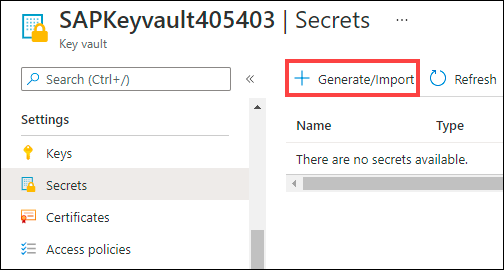 SAPKeyvault405403 | Secrets ...
Key vault
Search (Ctrl+/) «
Settings
Keys
Secrets
Certificates
Access policies
Generate/Import Refresh
Name Type
There are no secrets available.